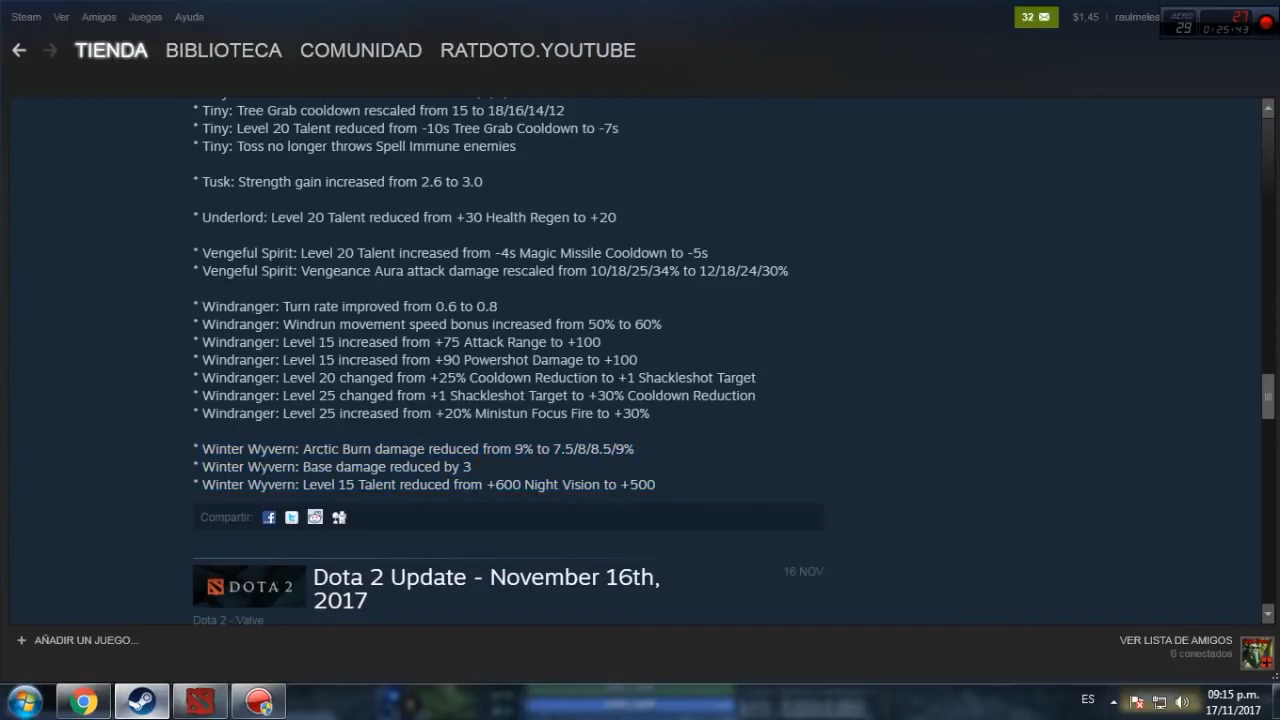 Steam Ver Amigos Juegos Ayuda
32 $1,45 raulmelea
AERO 27
29 0:25:43
TIENDA BIBLIOTECA COMUNIDAD RATDOTO.YOUTUBE
* Tiny: Tree Grab cooldown rescaled from 15 to 18/16/14/12
* Tiny: Level 20 Talent reduced from -10s Tree Grab Cooldown to -7s
* Tiny: Toss no longer throws Spell Immune enemies
* Tusk: Strength gain increased from 2.6 to 3.0
* Underlord: Level 20 Talent reduced from +30 Health Regen to +20
* Vengeful Spirit: Level 20 Talent increased from -4s Magic Missile Cooldown to -5s
* Vengeful Spirit: Vengeance Aura attack damage rescaled from 10/18/25/34% to 12/18/24/30%
* Windranger: Turn rate improved from 0.6 to 0.8
* Windranger: Windrun movement speed bonus increased from 50% to 60%
* Windranger: Level 15 increased from +75 Attack Range to +100
* Windranger: Level 15 increased from +90 Powershot Damage to +100
* Windranger: Level 20 changed from +25% Cooldown Reduction to +1 Shackleshot Target
* Windranger: Level 25 changed from +1 Shackleshot Target to +30% Cooldown Reduction
* Windranger: Level 25 increased from +20% Ministun Focus Fire to +30%
* Winter Wyvern: Arctic Burn damage reduced from 9% to 7.5/8/8.5/9%
* Winter Wyvern: Base damage reduced by 3
* Winter Wyvern: Level 15 Talent reduced from +600 Night Vision to +500
Compartir:
DOTA 2
Dota 2 Update - November 16th,
2017
16 NOV
Dota 2 - Valve
+ AÑADIR UN JUEGO...
VER LISTA DE AMIGOS
0 conectados
ES
09:15 p.m.
17/11/2017